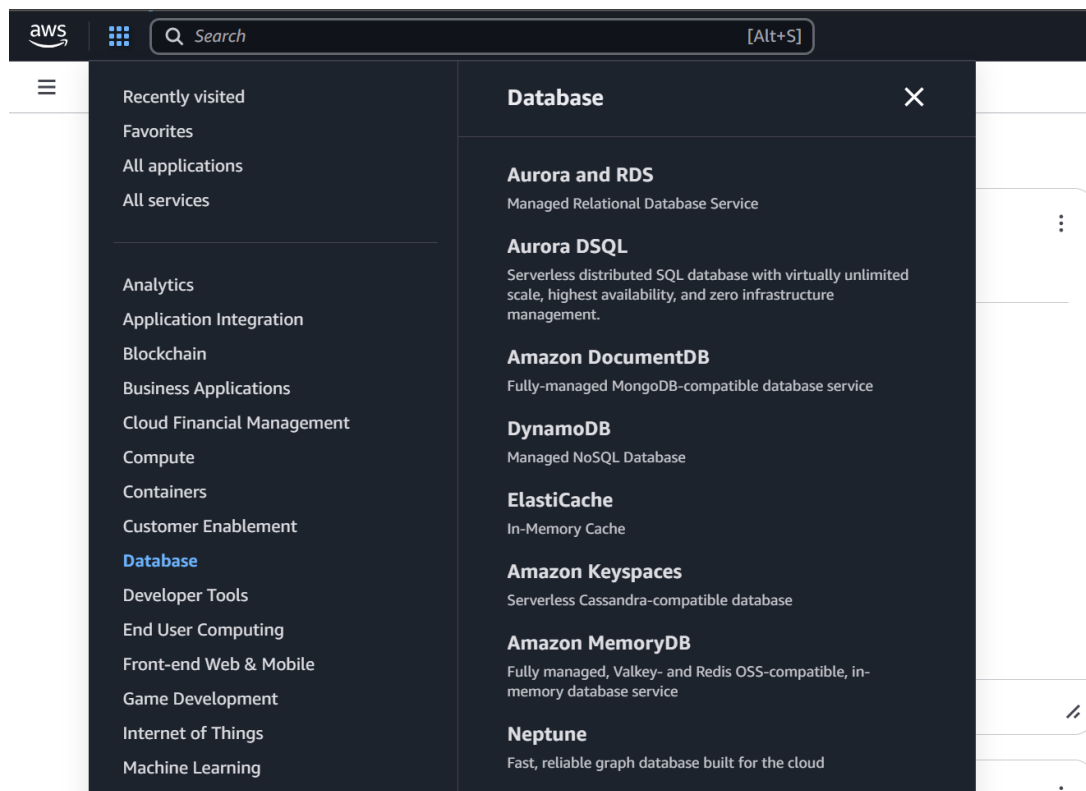 aws
Search [Alt+S]
Recently visited
Favorites
All applications
All services
Analytics
Application Integration
Blockchain
Business Applications
Cloud Financial Management
Compute
Containers
Customer Enablement
Database
Developer Tools
End User Computing
Front-end Web & Mobile
Game Development
Internet of Things
Machine Learning
Database
Aurora and RDS
Managed Relational Database Service
Aurora DSQL
Serverless distributed SQL database with virtually unlimited
scale, highest availability, and zero infrastructure
management.
Amazon DocumentDB
Fully-managed MongoDB-compatible database service
DynamoDB
Managed NoSQL Database
ElastiCache
In-Memory Cache
Amazon Keyspaces
Serverless Cassandra-compatible database
Amazon MemoryDB
Fully managed, Valkey- and Redis OSS-compatible, in-
memory database service
Neptune
Fast, reliable graph database built for the cloud